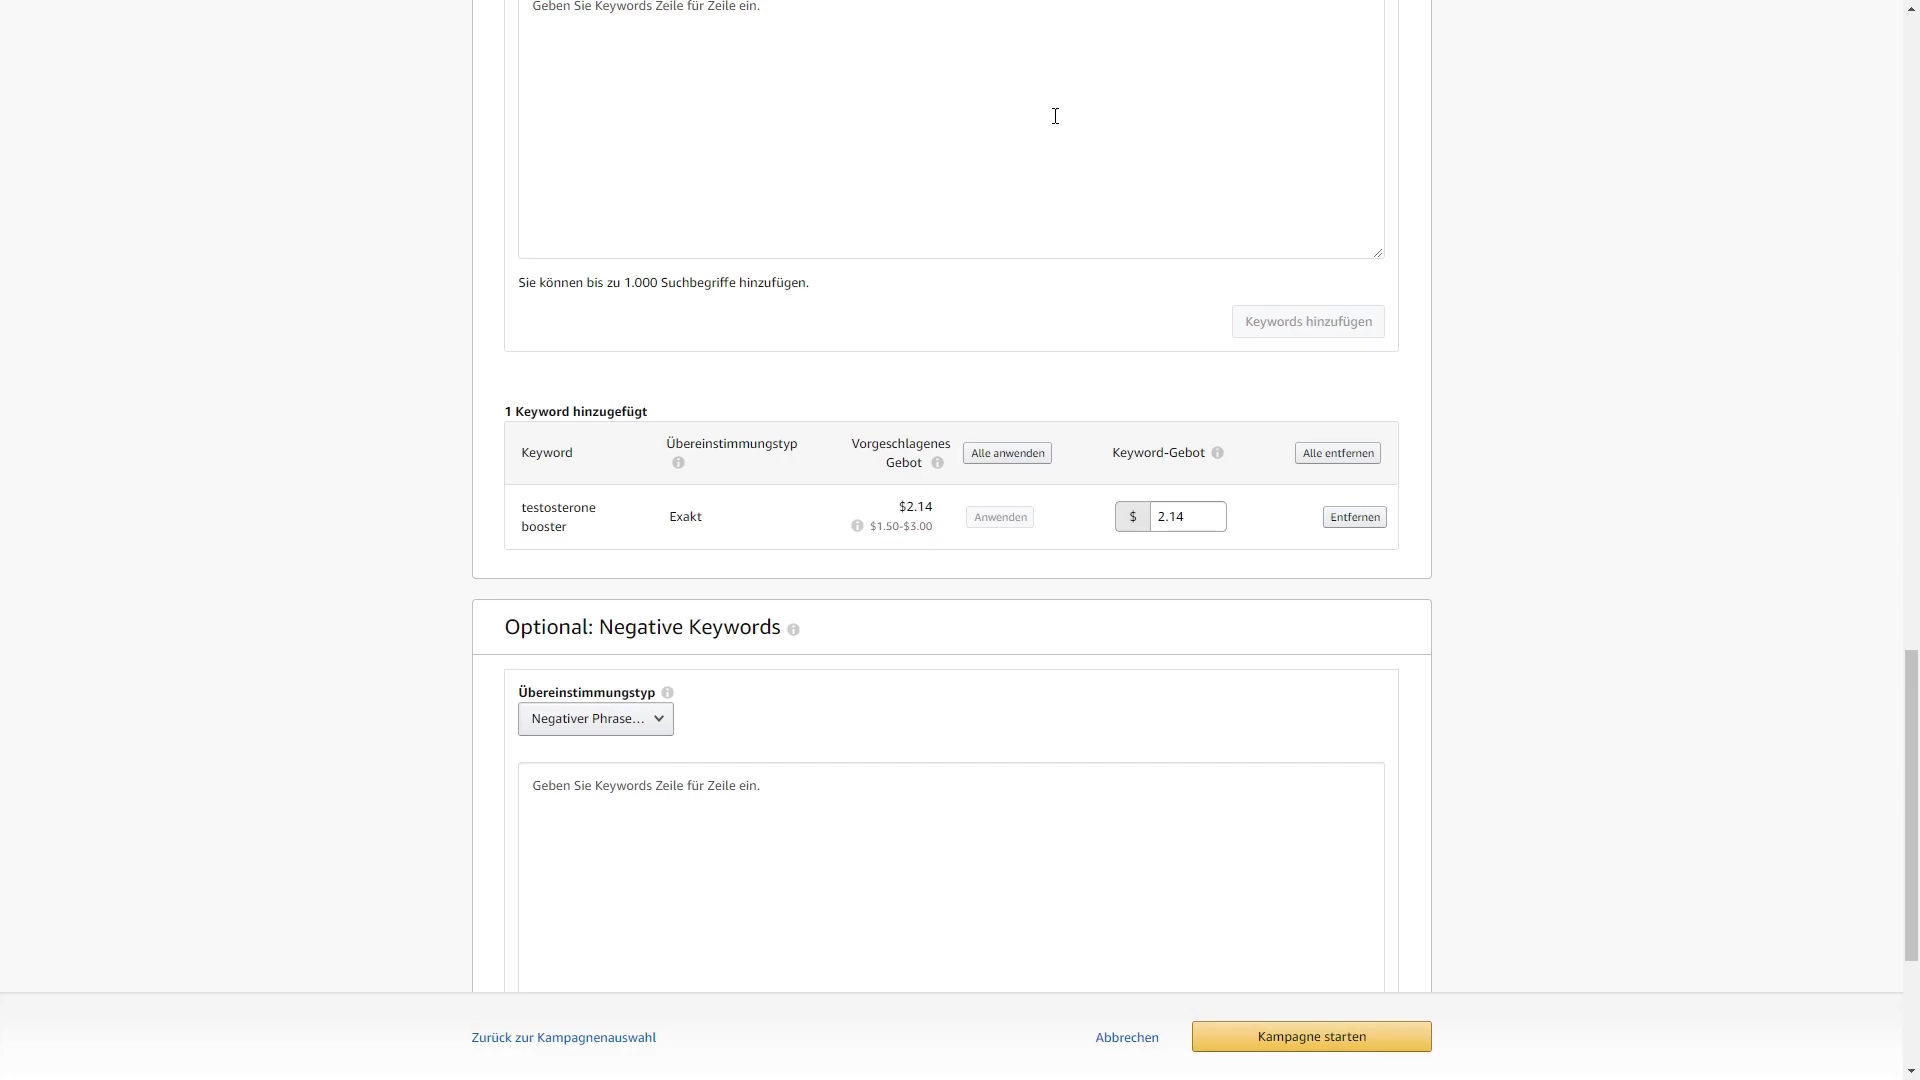 Geben Sie Keywords Zeile für Zeile ein.
Sie können bis zu 1.000 Suchbegriffe hinzufügen.
Keywords hinzufügen
1 Keyword hinzugefügt
Keyword
Übereinstimmungstyp
Vorgeschlagenes
Gebot
Alle anwenden
Keyword-Gebot
Alle entfernen
testosterone
booster
Exakt
$2.14
$1.50-$3.00
Anwenden
$ 2.14
Entfernen
Optional: Negative Keywords
Übereinstimmungstyp
Negativer Phrase...
Geben Sie Keywords Zeile für Zeile ein.
Zurück zur Kampagnenauswahl
Abbrechen
Kampagne starten